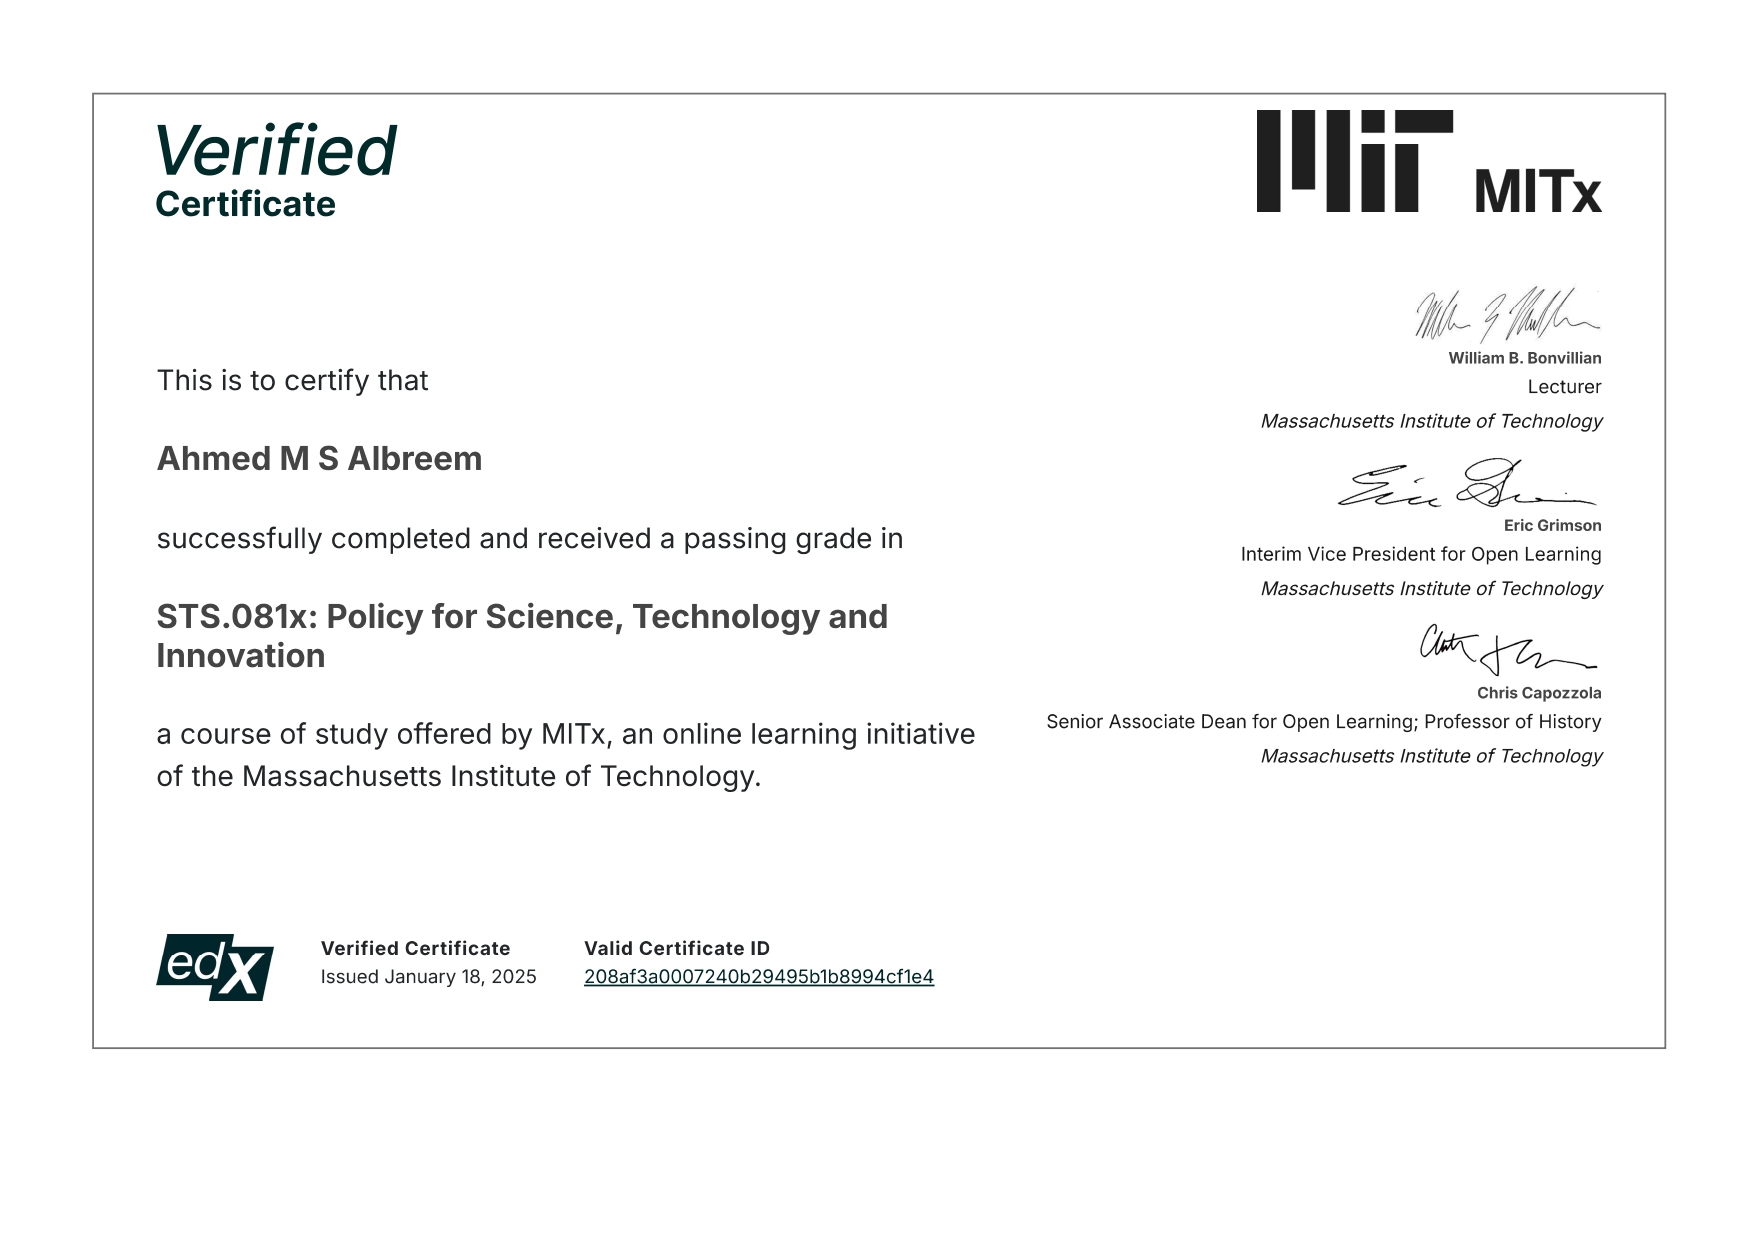 Verified
Certificate
MIT MITx
This is to certify that
Ahmed M S Albreem
successfully completed and received a passing grade in
STS.081x: Policy for Science, Technology and
Innovation
a course of study offered by MITx, an online learning initiative
of the Massachusetts Institute of Technology.
William B. Bonvillian
Lecturer
Massachusetts Institute of Technology
Eric Grimson
Interim Vice President for Open Learning
Massachusetts Institute of Technology
Chris Capozzola
Senior Associate Dean for Open Learning; Professor of History
Massachusetts Institute of Technology
edX
Verified Certificate
Issued January 18, 2025
Valid Certificate ID
208af3a0007240b29495b1b8994cf1e4